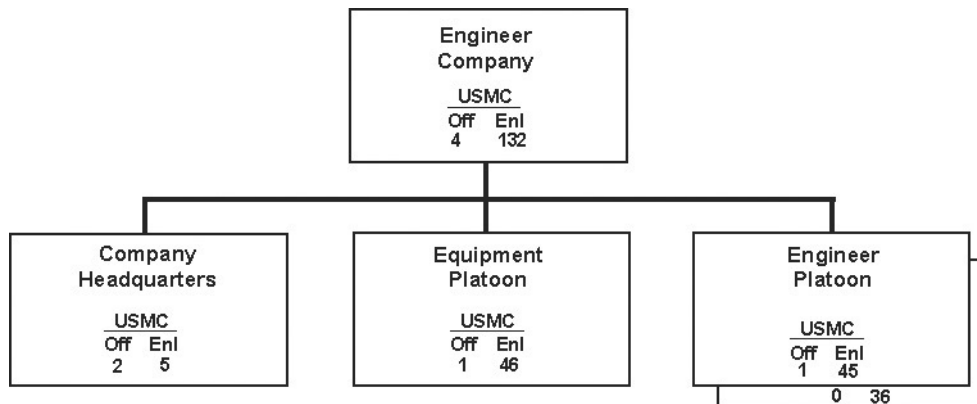 Engineer
Company
USMC
Off Enl
4 132
Company
Headquarters
USMC
Off Enl
2 5
Equipment
Platoon
USMC
Off Enl
1 46
Engineer
Platoon
USMC
Off Enl
1 45
0 36